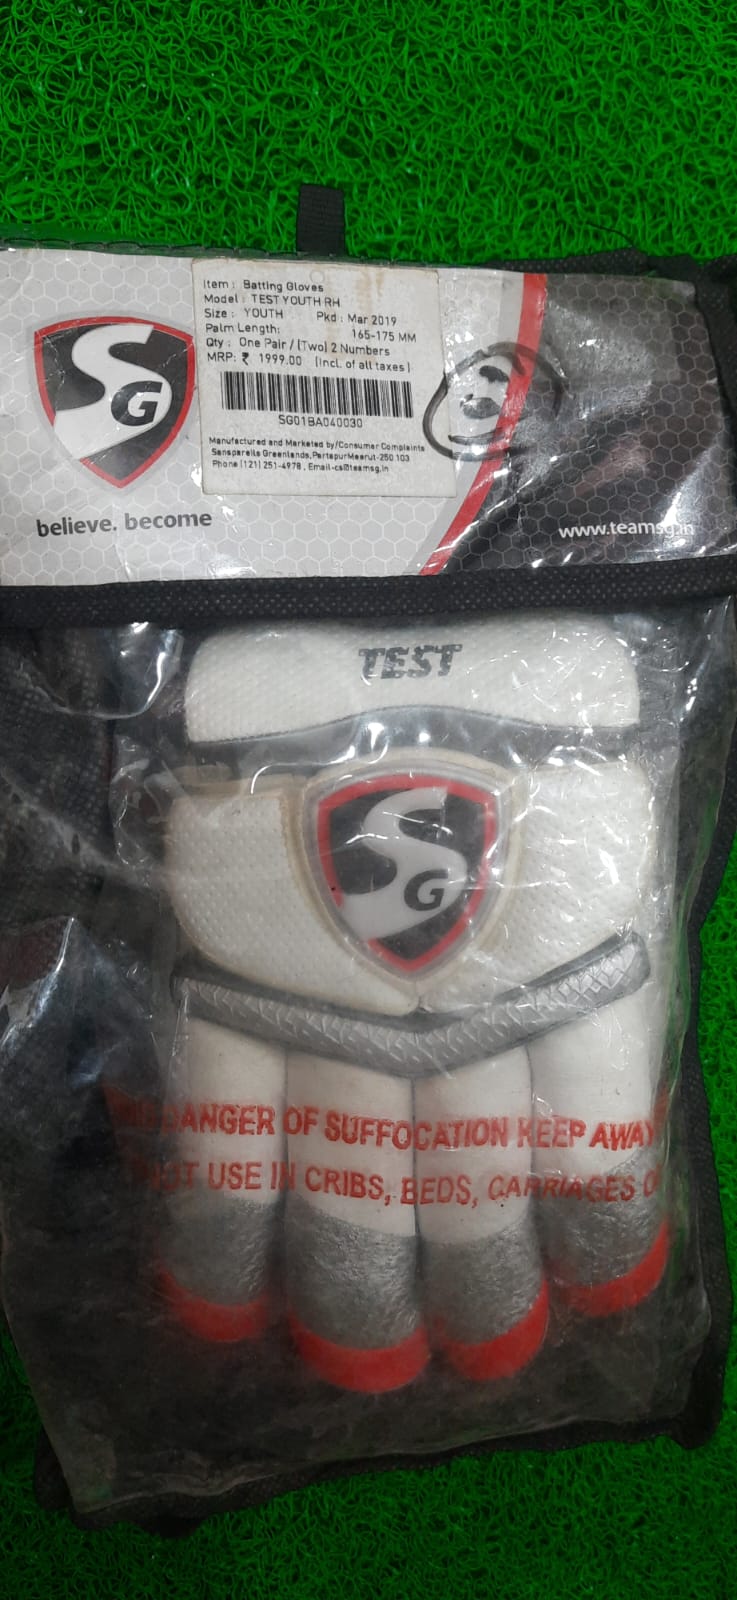 Item : Batting Gloves
Model : TEST YOUTH RH
Size : YOUTH Pkd : Mar 2019
Palm Length: 165-175 MM
Qty : One Pair / (Two) 2 Numbers
MRP: ₹ 1999.00 (Incl. of all taxes)
SG01BA040030
Manufactured and Marketed by/Consumer Complaints
Sanspareils Greenlands, Partapur Meerut-250 103
Phone (121) 251-4978 , Email-cs@teamsg.in
SG
believe. become
www.teamsg.in
TEST
SG
DANGER OF SUFFOCATION KEEP AWAY
NOT USE IN CRIBS, BEDS, CARRIAGES